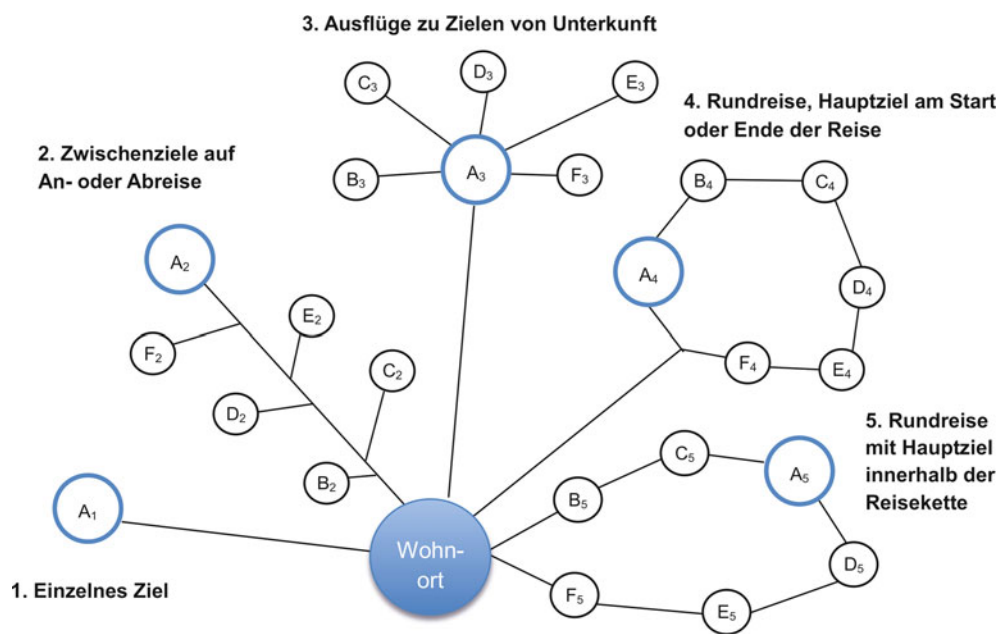 3. Ausflüge zu Zielen von Unterkunft
C₃
D₃
E₃
B₃
A₃
F₃
4. Rundreise, Hauptziel am Start
oder Ende der Reise
B₄
C₄
A₄
D₄
F₄
E₄
2. Zwischenziele auf
An- oder Abreise
A₂
E₂
F₂
C₂
D₂
B₂
5. Rundreise
mit Hauptziel
innerhalb der
Reisekette
C₅
A₅
B₅
D₅
F₅
E₅
A₁
Wohn-
ort
1. Einzelnes Ziel